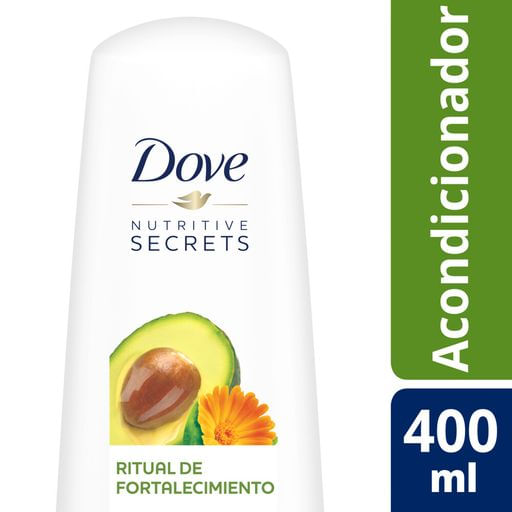 Dove
NUTRITIVE
SECRETS
RITUAL DE
FORTALECIMIENTO
Acondicionador
400
ml